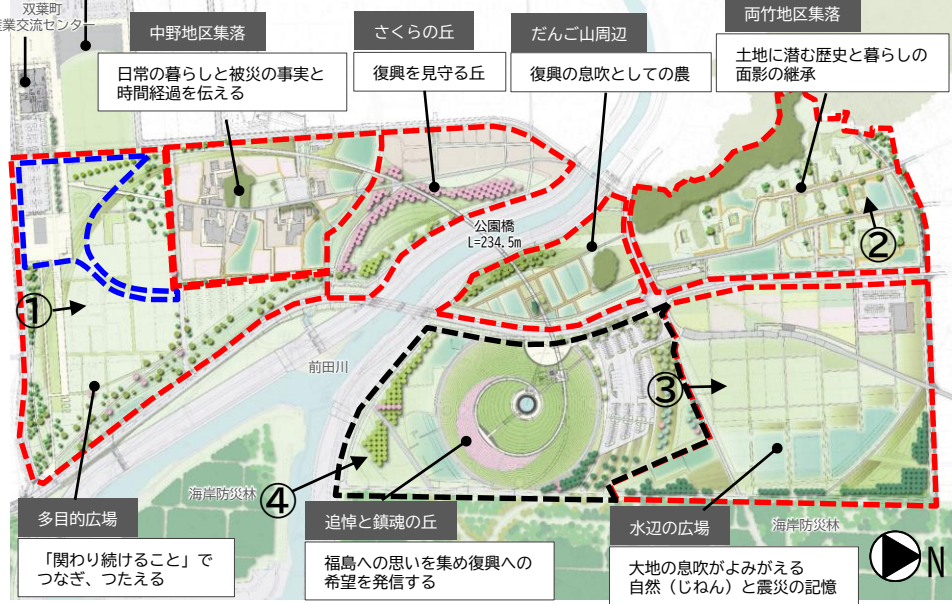 双葉町
産業交流センター
中野地区集落
日常の暮らしと被災の事実と
時間経過を伝える
さくらの丘
復興を見守る丘
だんご山周辺
復興の息吹としての農
両竹地区集落
土地に潜む歴史と暮らしの
面影の継承
公園橋
L=234.5m
②
①
前田川
③
④
海岸防災林
多目的広場
「関わり続けること」で
つなぎ、つたえる
追悼と鎮魂の丘
福島への思いを集め復興への
希望を発信する
水辺の広場
大地の息吹がよみがえる
自然（じねん）と震災の記憶
海岸防災林
N